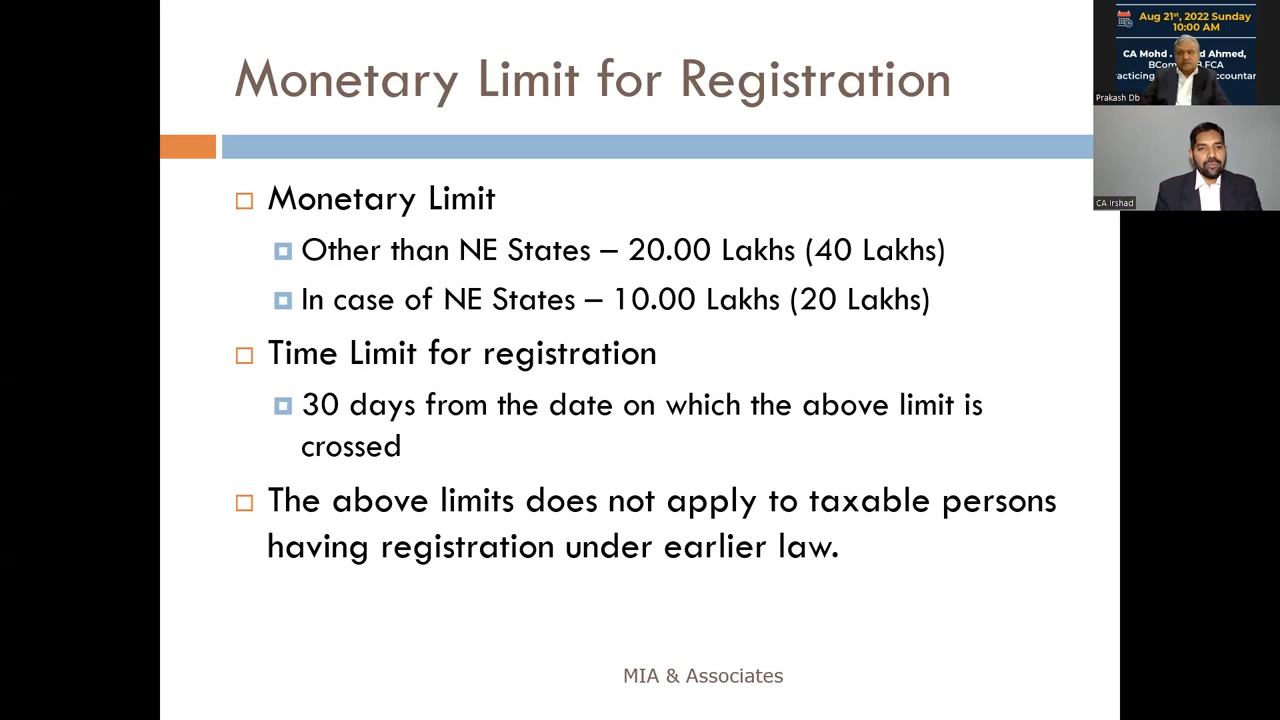 Monetary Limit for Registration
Monetary Limit
Other than NE States – 20.00 Lakhs (40 Lakhs)
In case of NE States – 10.00 Lakhs (20 Lakhs)
Time Limit for registration
30 days from the date on which the above limit is
crossed
The above limits does not apply to taxable persons
having registration under earlier law.
MIA & Associates
Aug 21st, 2022 Sunday
10:00 AM
CA Mohd . Ahmed,
FCA
Prakash Db
CA Irshad